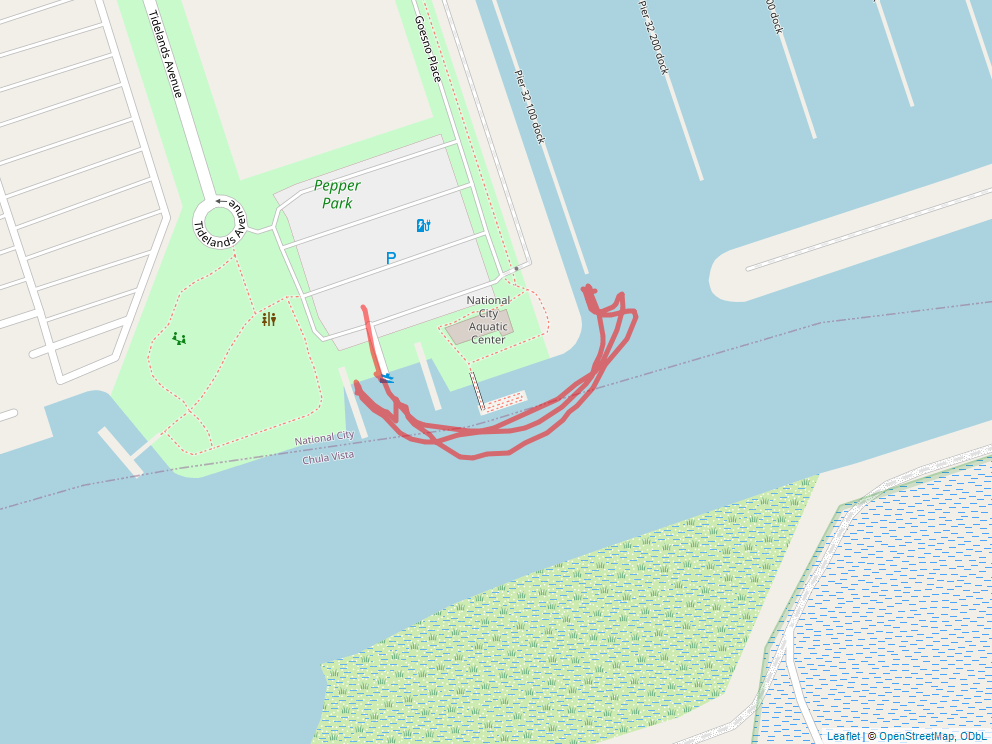 Tidelands Avenue
Goesno Place
Pier 32 200 dock
00 dock
Pier 32 100 dock
Pepper
Park
Tidelands Avenue
P
National
City
Aquatic
Center
National City
Chula Vista
Leaflet | © OpenStreetMap, ODbL